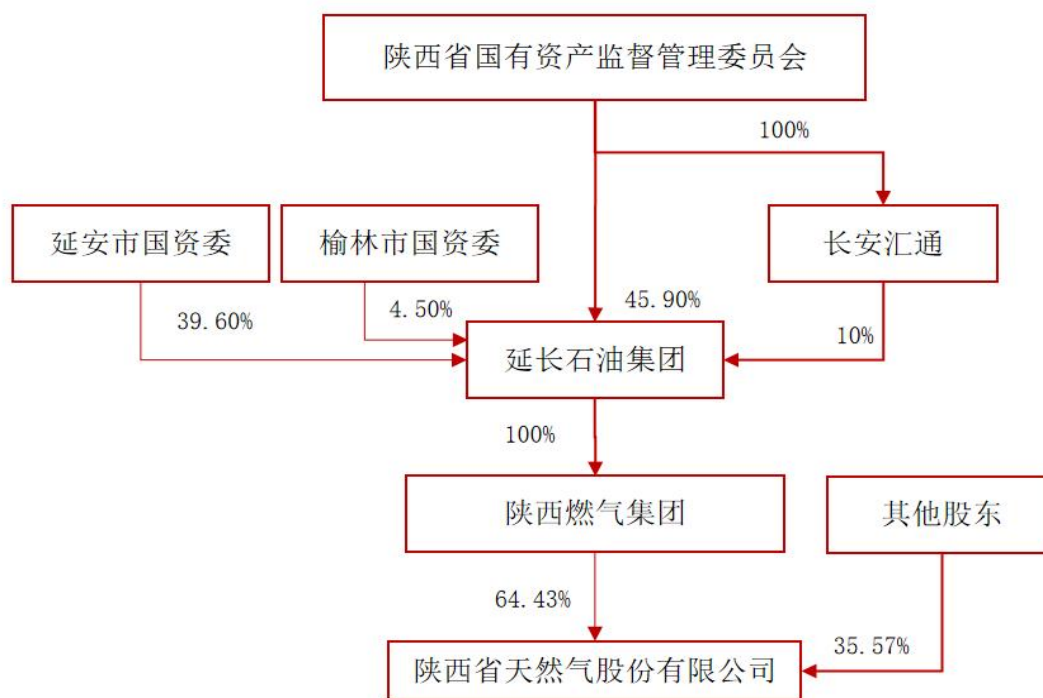 陕西省国有资产监督管理委员会
100%
延安市国资委
榆林市国资委
长安汇通
39.60%
4.50%
45.90%
10%
延长石油集团
100%
陕西燃气集团
其他股东
64.43%
35.57%
陕西省天然气股份有限公司